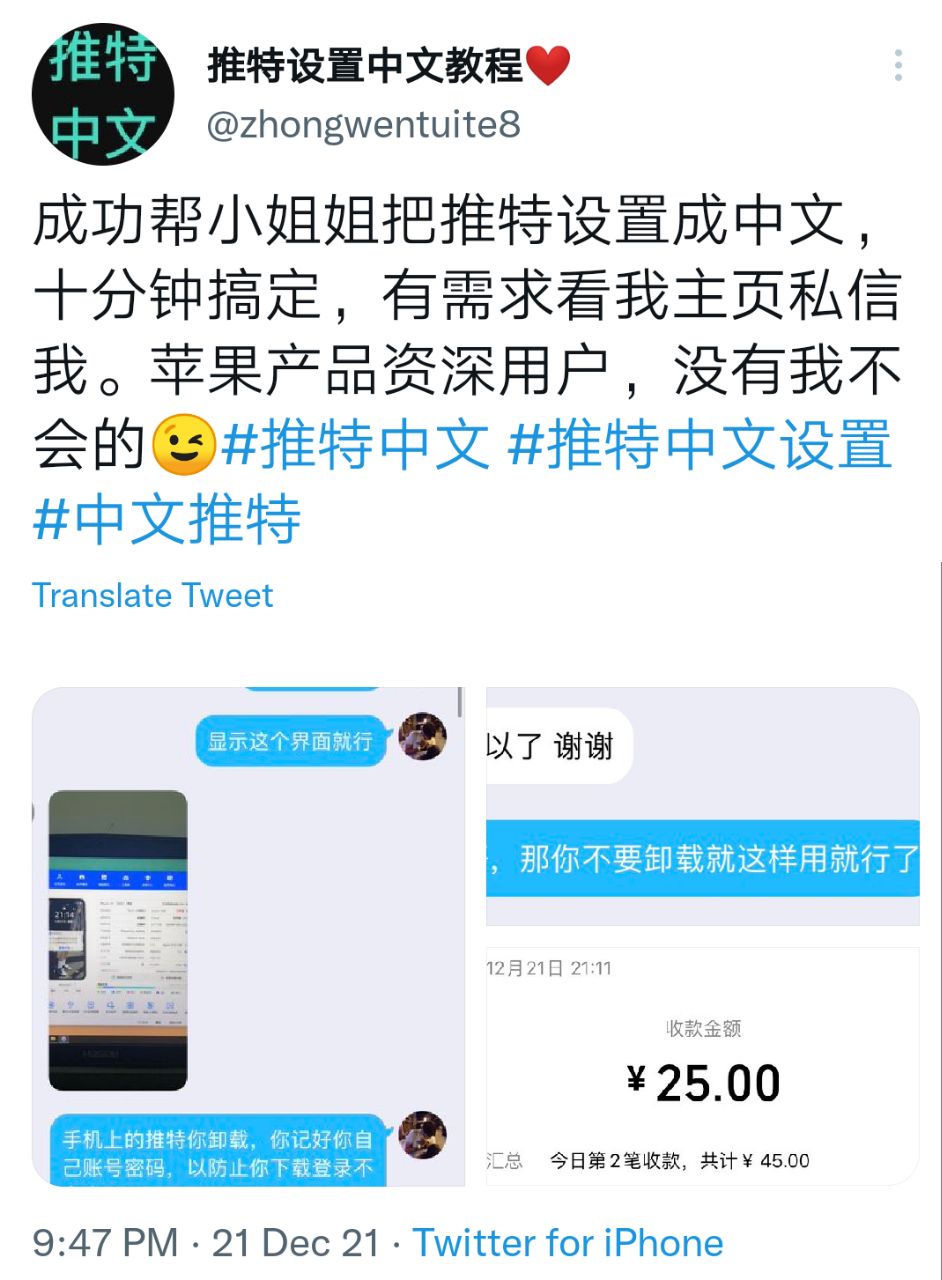 推特
中文
推特设置中文教程❤️
@zhongwentuite8
成功帮小姐姐把推特设置成中文，
十分钟搞定，有需求看我主页私信
我。苹果产品资深用户，没有我不
会的😉#推特中文 #推特中文设置
#中文推特
Translate Tweet
显示这个界面就行
21:14
手机上的推特你卸载，你记好你自
己账号密码，以防止你下载登录不
以了 谢谢
，那你不要卸载就这样用就行了
12月21日 21:11
收款金额
¥25.00
汇总 今日第2笔收款，共计¥45.00
9:47 PM · 21 Dec 21 · Twitter for iPhone